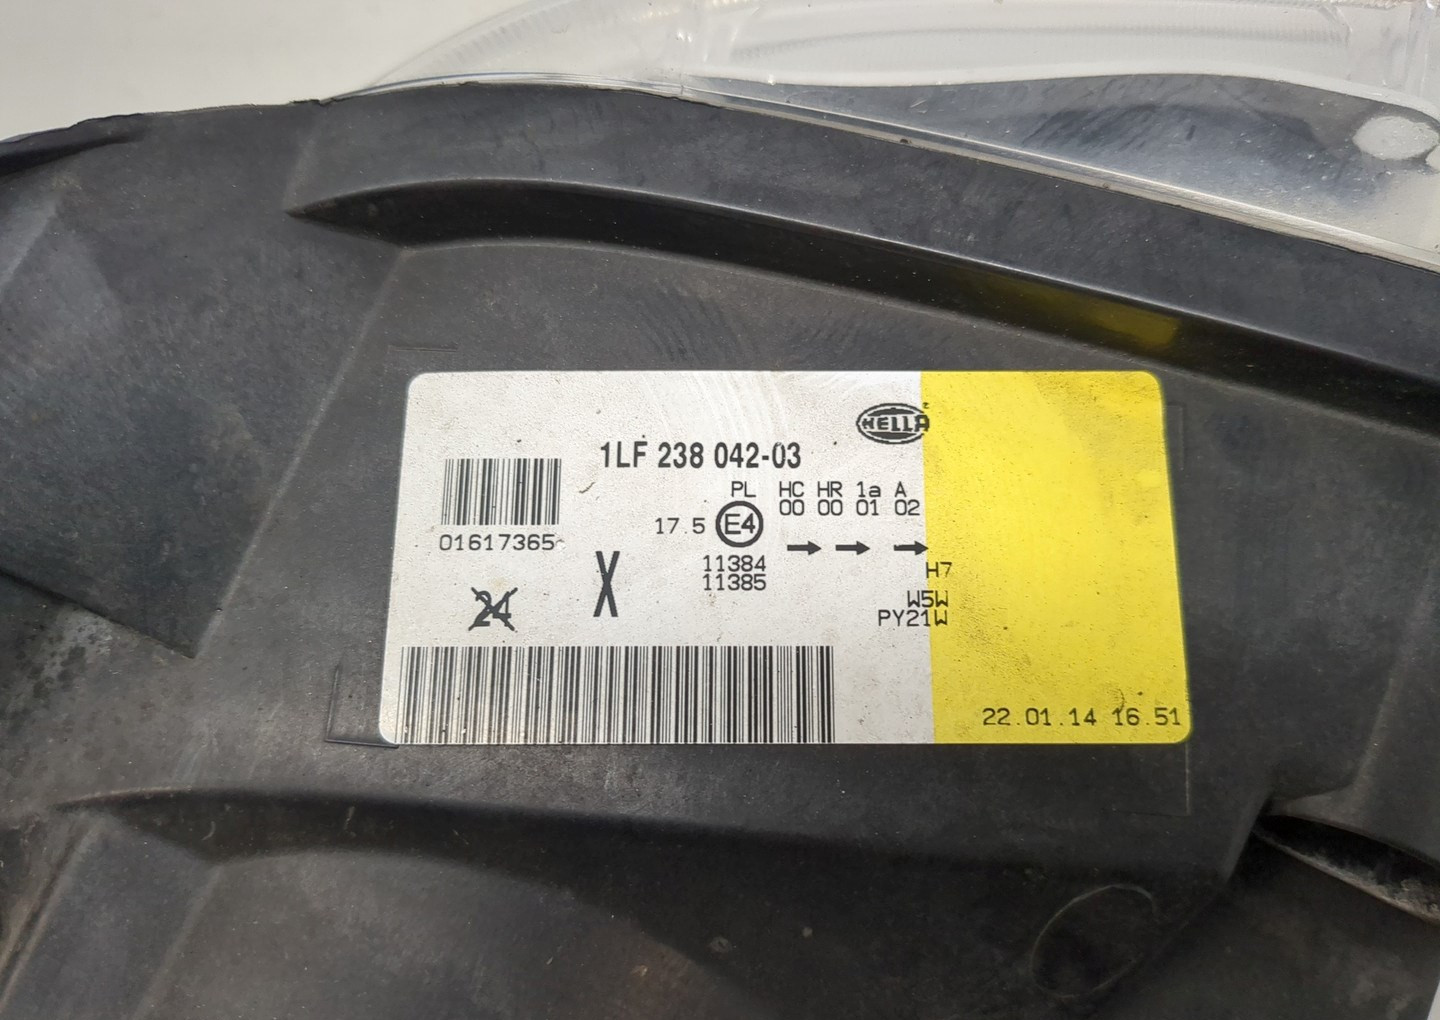 HELLA
1LF 238 042-03
PL HC HR 1a A
00 00 01 02
17.5 E4
01617365
11384
11385
H7
24
X
W5W
PY21W
22.01.14 16.51